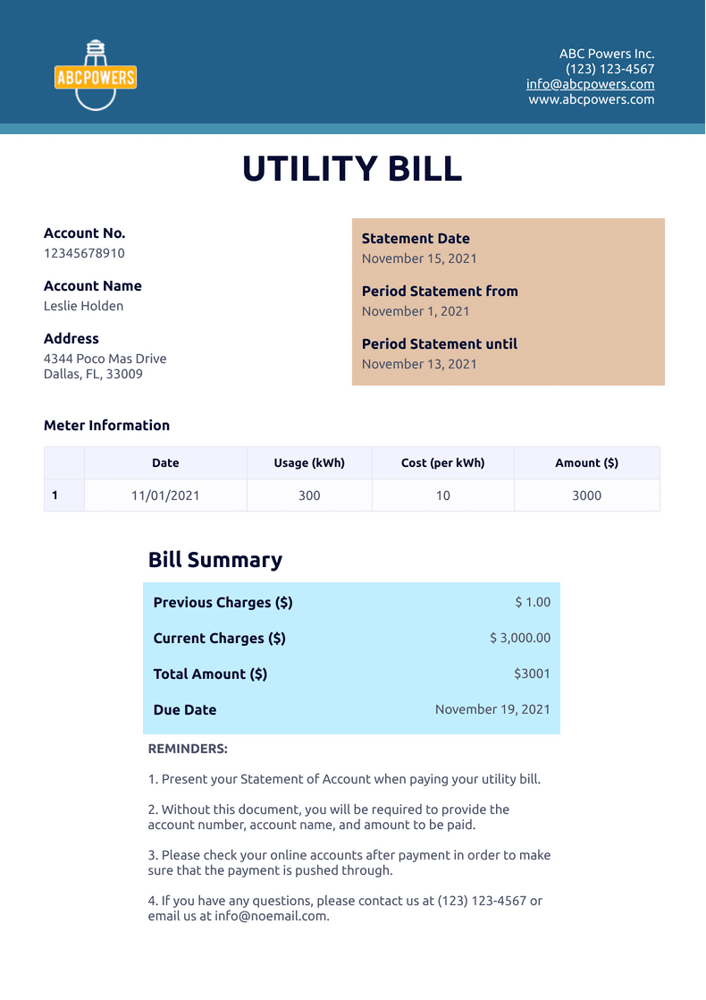 ABCPOWERS
ABC Powers Inc.
(123) 123-4567
info@abcpowers.com
www.abcpowers.com
UTILITY BILL
Account No.
12345678910
Account Name
Leslie Holden
Address
4344 Poco Mas Drive
Dallas, FL, 33009
Statement Date
November 15, 2021
Period Statement from
November 1, 2021
Period Statement until
November 13, 2021
Meter Information
Date Usage (kWh) Cost (per kWh) Amount ($)
1 11/01/2021 300 10 3000
Bill Summary
Previous Charges ($) $ 1.00
Current Charges ($) $ 3,000.00
Total Amount ($) $3001
Due Date November 19, 2021
REMINDERS:
1. Present your Statement of Account when paying your utility bill.
2. Without this document, you will be required to provide the
account number, account name, and amount to be paid.
3. Please check your online accounts after payment in order to make
sure that the payment is pushed through.
4. If you have any questions, please contact us at (123) 123-4567 or
email us at info@noemail.com.